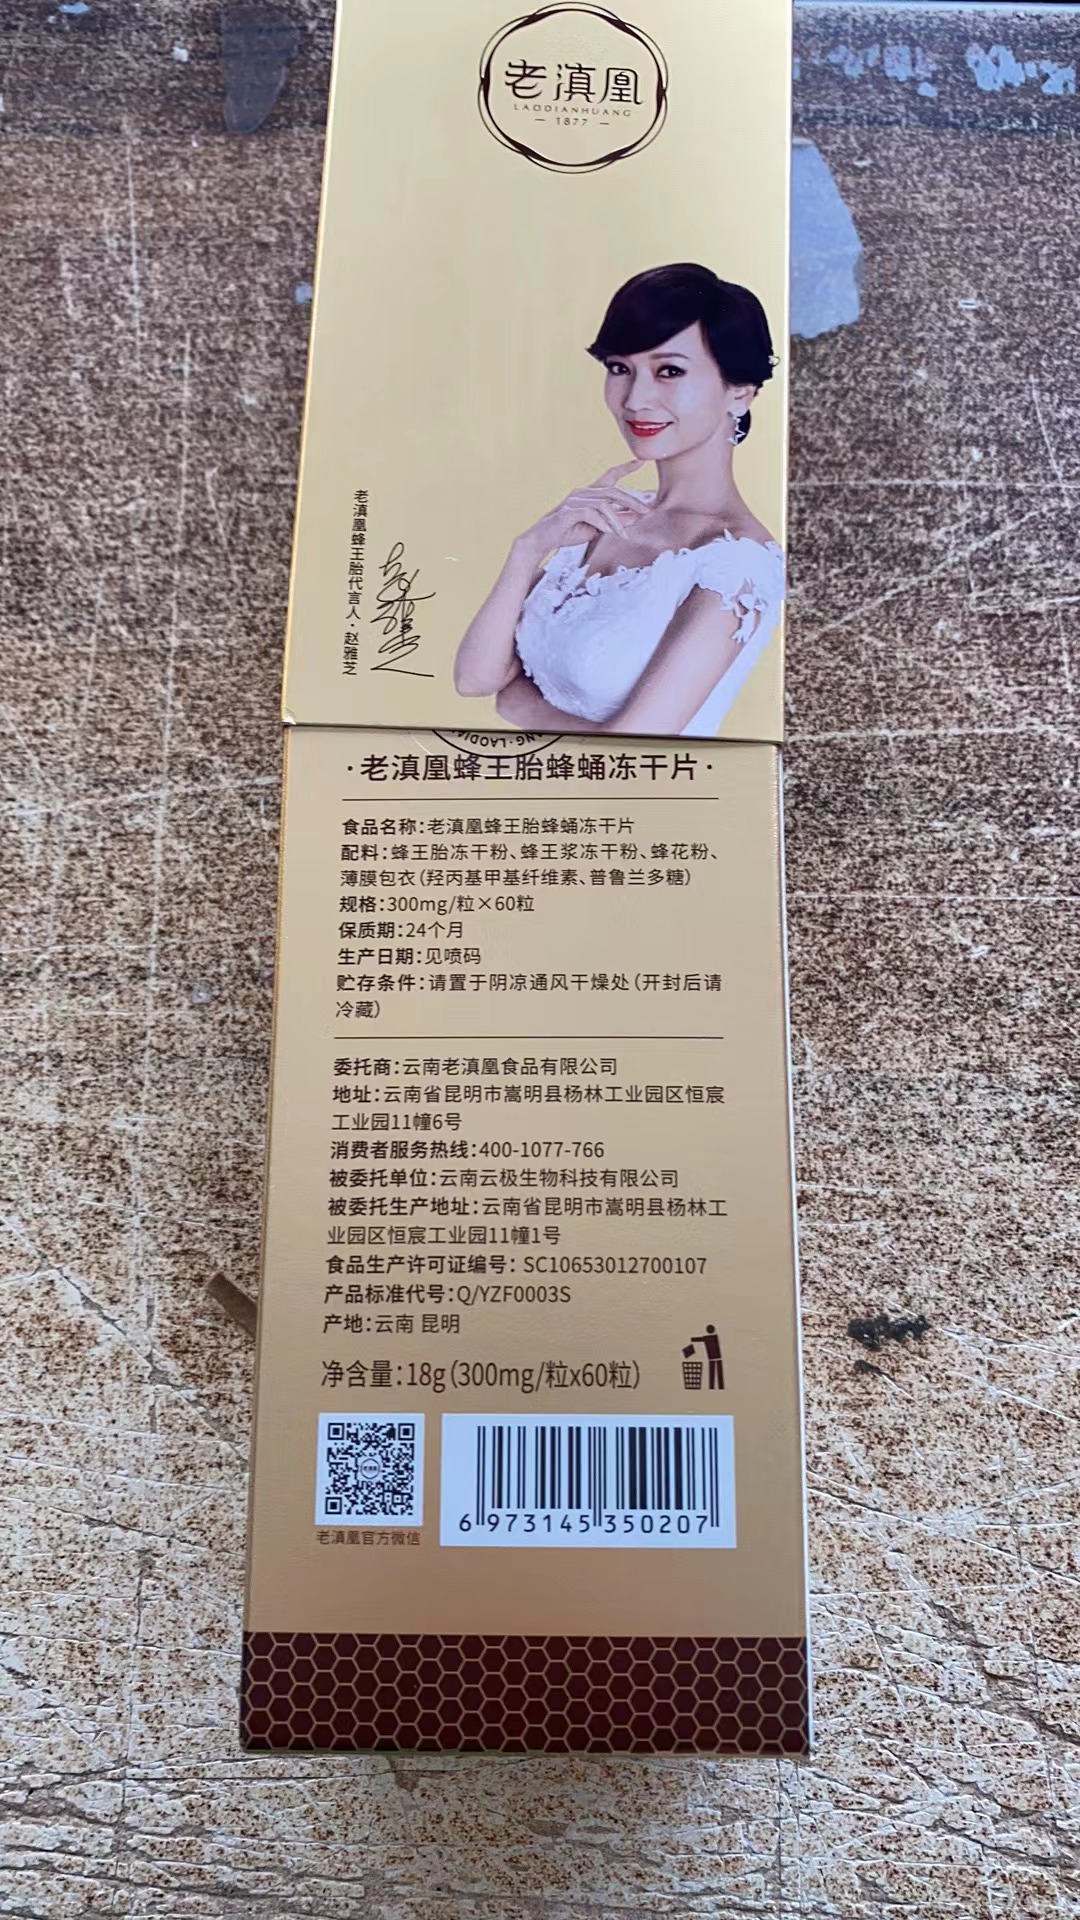 老滇凰
LAODIANHUANG
1877
老滇凰蜂王胎代言人·赵雅芝
·老滇凰蜂王胎蜂蛹冻干片·
食品名称:老滇凰蜂王胎蜂蛹冻干片
配料:蜂王胎冻干粉、蜂王浆冻干粉、蜂花粉、
薄膜包衣(羟丙基甲基纤维素、普鲁兰多糖)
规格:300mg/粒×60粒
保质期:24个月
生产日期:见喷码
贮存条件:请置于阴凉通风干燥处(开封后请
冷藏)
委托商:云南老滇凰食品有限公司
地址:云南省昆明市嵩明县杨林工业园区恒宸
工业园11幢6号
消费者服务热线:400-1077-766
被委托单位:云南云极生物科技有限公司
被委托生产地址:云南省昆明市嵩明县杨林工
业园区恒宸工业园11幢1号
食品生产许可证编号: SC10653012700107
产品标准代号:Q/YZF0003S
产地:云南 昆明
净含量:18g(300mg/粒x60粒)
老滇凰官方微信
6 973145 350207